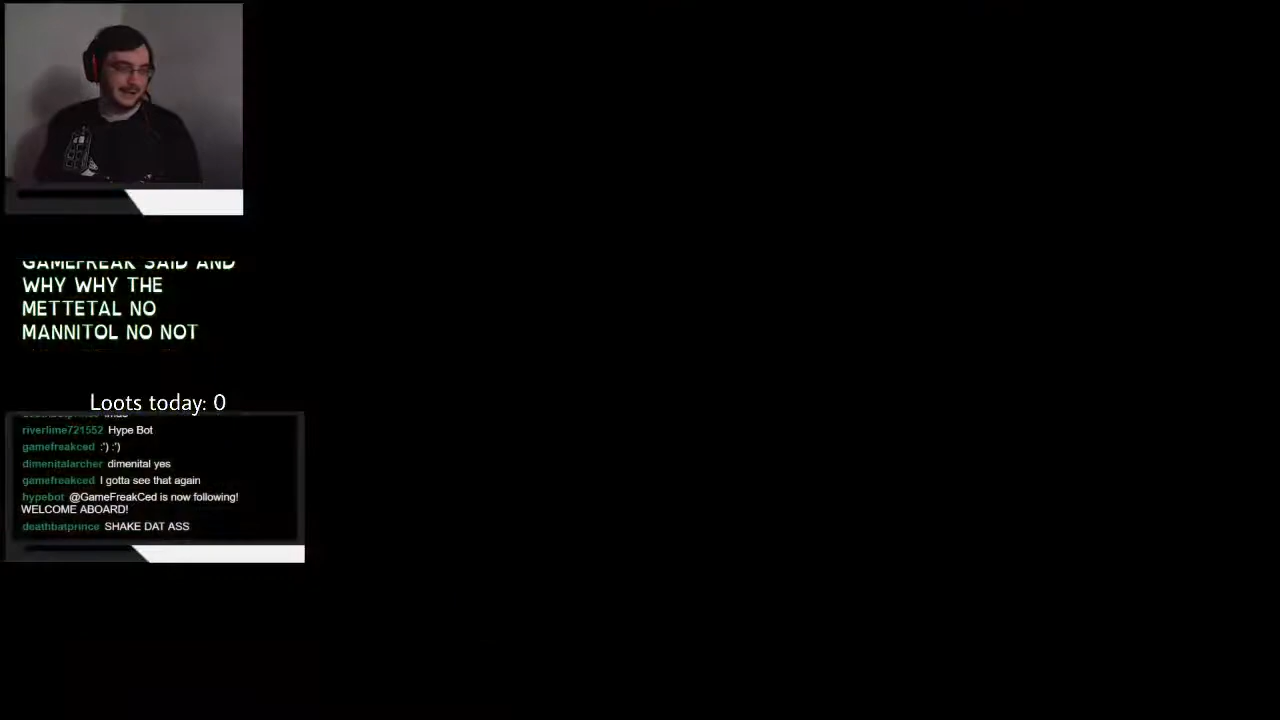 GAMEFREAK SAID AND
WHY WHY THE
METTETAL NO
MANNITOL NO NOT
Loots today: 0
riverlime721552 Hype Bot
gamefreakced :') :')
dimenitalarcher dimenital yes
gamefreakced I gotta see that again
hypebot @GameFreakCed is now following!
WELCOME ABOARD!
deathbatprince SHAKE DAT ASS